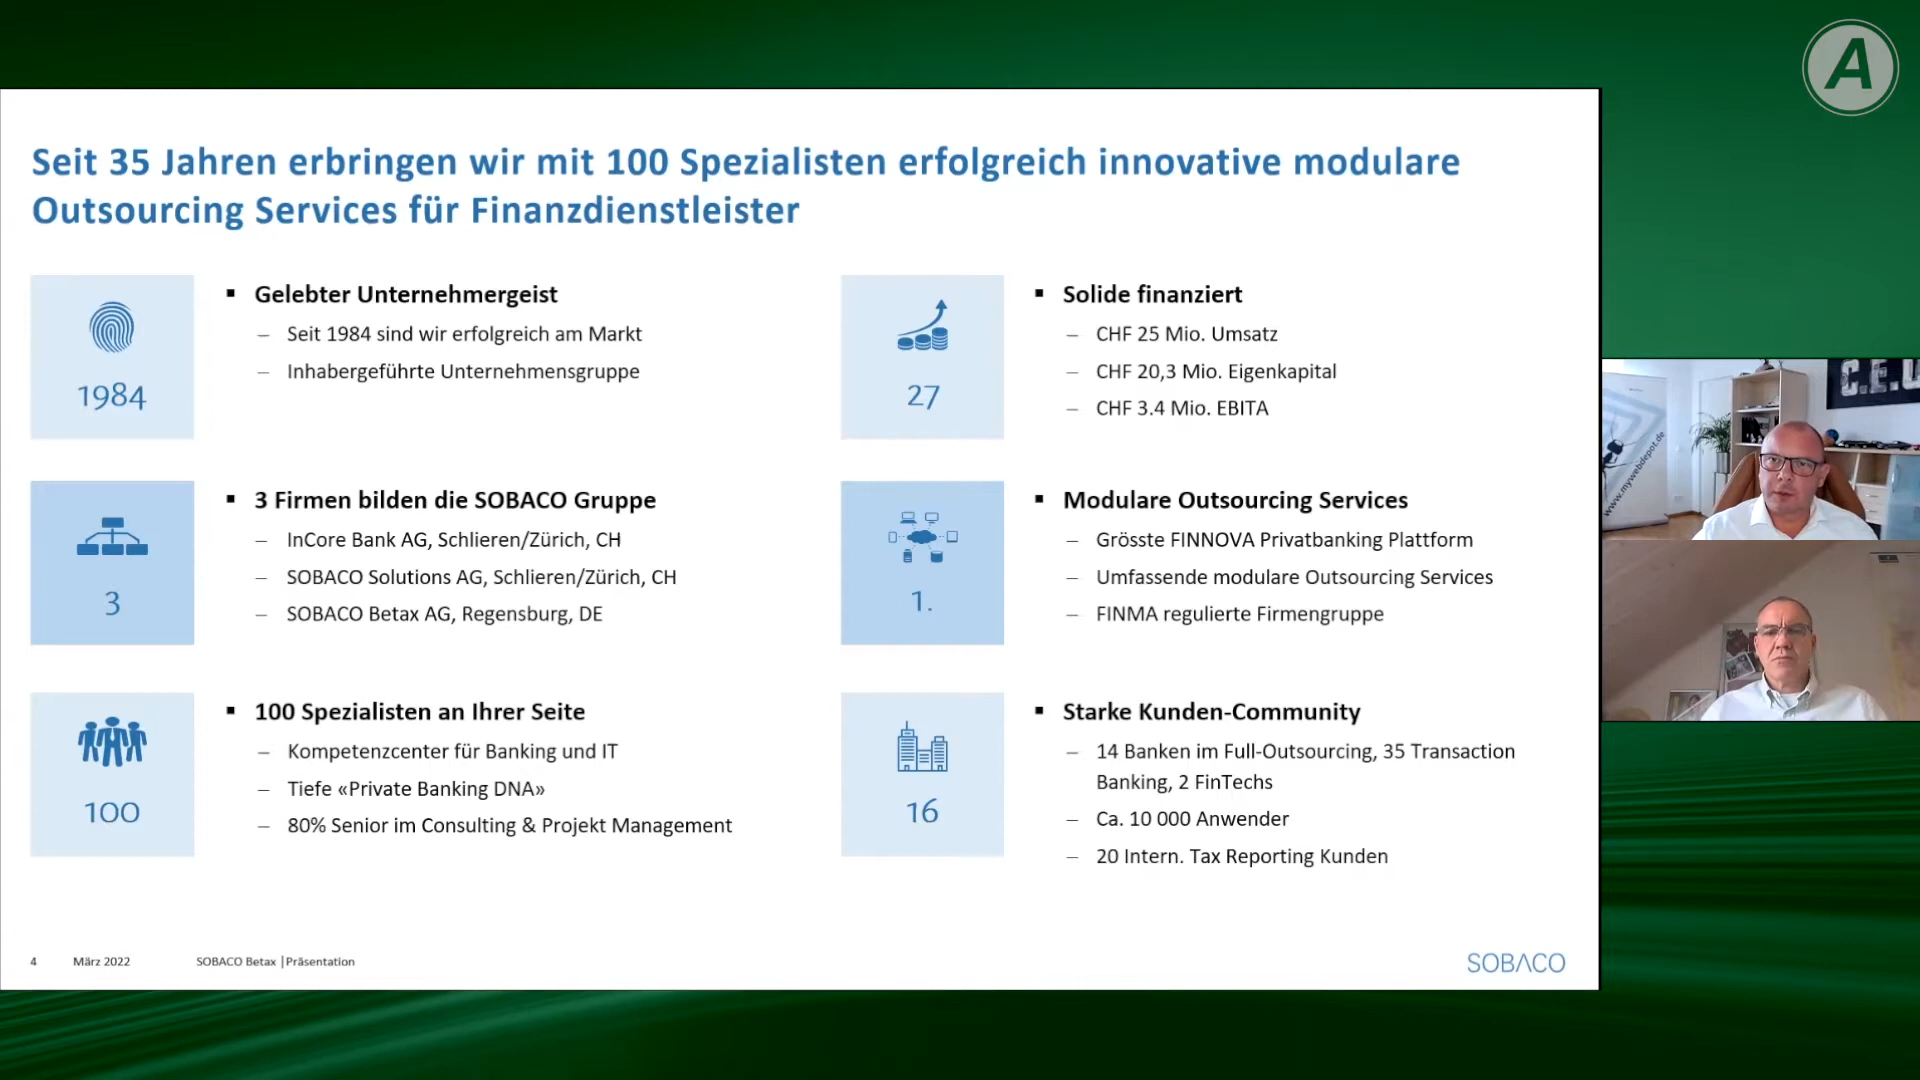 A
Seit 35 Jahren erbringen wir mit 100 Spezialisten erfolgreich innovative modulare
Outsourcing Services für Finanzdienstleister
1984
▪ Gelebter Unternehmergeist
– Seit 1984 sind wir erfolgreich am Markt
– Inhabergeführte Unternehmensgruppe
27
▪ Solide finanziert
– CHF 25 Mio. Umsatz
– CHF 20,3 Mio. Eigenkapital
– CHF 3.4 Mio. EBITA
3
▪ 3 Firmen bilden die SOBACO Gruppe
– InCore Bank AG, Schlieren/Zürich, CH
– SOBACO Solutions AG, Schlieren/Zürich, CH
– SOBACO Betax AG, Regensburg, DE
1.
▪ Modulare Outsourcing Services
– Grösste FINNOVA Privatbanking Plattform
– Umfassende modulare Outsourcing Services
– FINMA regulierte Firmengruppe
100
▪ 100 Spezialisten an Ihrer Seite
– Kompetenzcenter für Banking und IT
– Tiefe «Private Banking DNA»
– 80% Senior im Consulting & Projekt Management
16
▪ Starke Kunden-Community
– 14 Banken im Full-Outsourcing, 35 Transaction
Banking, 2 FinTechs
– Ca. 10 000 Anwender
– 20 Intern. Tax Reporting Kunden
4 März 2022 SOBACO Betax | Präsentation
SOBACO
www.mywebdepot.de